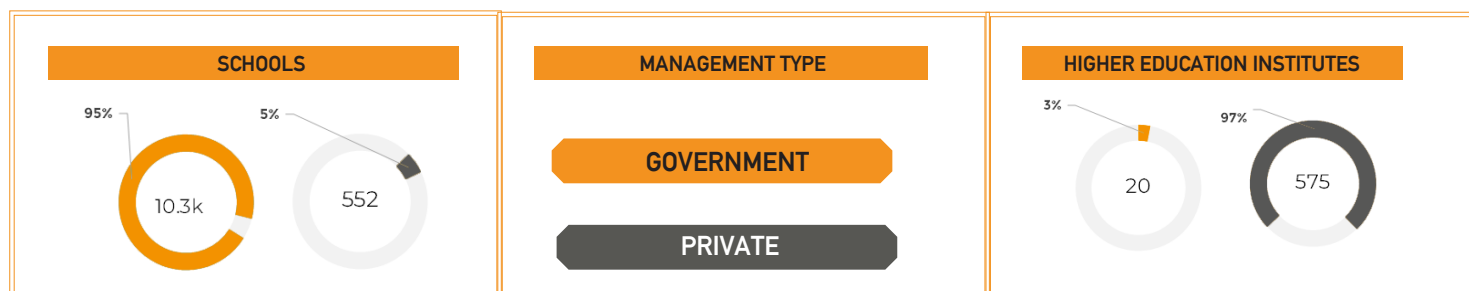 SCHOOLS
95%
5%
10.3k
552
MANAGEMENT TYPE
GOVERNMENT
PRIVATE
HIGHER EDUCATION INSTITUTES
3%
97%
20
575